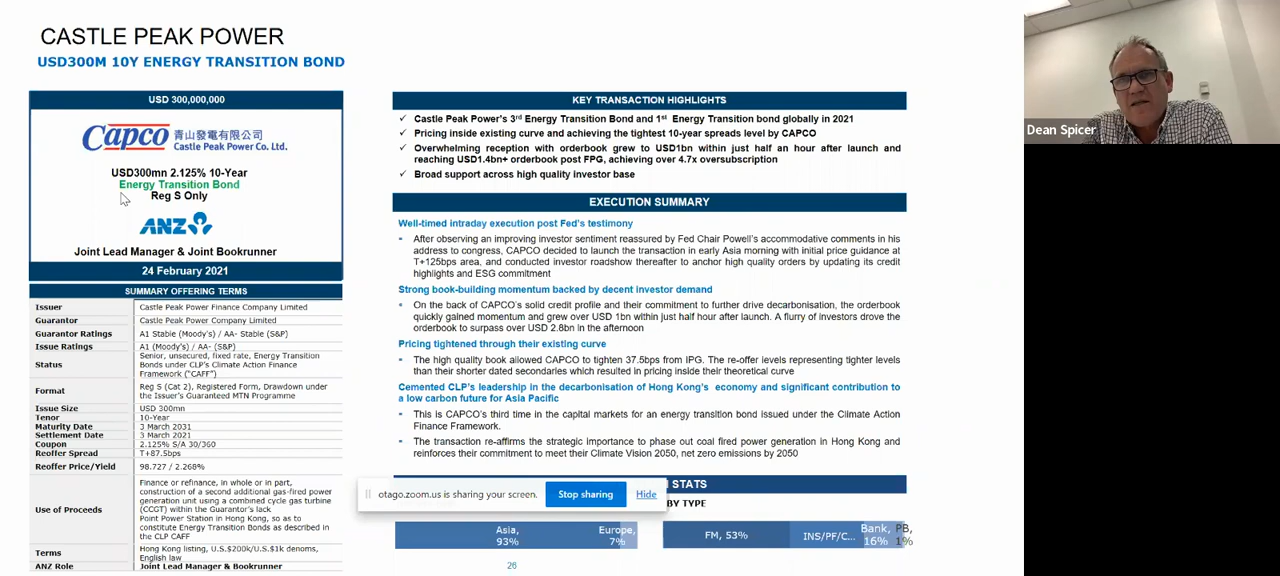 CASTLE PEAK POWER
USD300M 10Y ENERGY TRANSITION BOND
USD 300,000,000
Capco 青山發電有限公司
Castle Peak Power Co. Ltd.
USD300mn 2.125% 10-Year
Energy Transition Bond
Reg S Only
ANZ
Joint Lead Manager & Joint Bookrunner
24 February 2021
SUMMARY OFFERING TERMS
Issuer Castle Peak Power Finance Company Limited
Guarantor Castle Peak Power Company Limited
Guarantor Ratings A1 Stable (Moody's) / AA- Stable (S&P)
Issue Ratings A1 (Moody's) / AA- (S&P)
Status Senior, unsecured, fixed rate, Energy Transition
Bonds under CLP's Climate Action Finance
Framework ("CAFF")
Format Reg S (Cat 2), Registered Form, Drawdown under
the Issuer's Guaranteed MTN Programme
Issue Size USD 300mn
Tenor 10-Year
Maturity Date 3 March 2031
Settlement Date 3 March 2021
Coupon 2.125% S/A 30/360
Reoffer Spread T+87.5bps
Reoffer Price/Yield 98.727 / 2.268%
Use of Proceeds Finance or refinance, in whole or in part,
construction of a second additional gas-fired power
generation unit using a combined cycle gas turbine
(CCGT) within the Guarantor's lack
Point Power Station in Hong Kong, so as to
constitute Energy Transition Bonds as described in
the CLP CAFF
Terms Hong Kong listing, U.S.$200k/U.S.$1k denoms,
English law
ANZ Role Joint Lead Manager & Bookrunner
KEY TRANSACTION HIGHLIGHTS
✓ Castle Peak Power's 3rd Energy Transition Bond and 1st Energy Transition bond globally in 2021
✓ Pricing inside existing curve and achieving the tightest 10-year spreads level by CAPCO
✓ Overwhelming reception with orderbook grew to USD1bn within just half an hour after launch and
reaching USD1.4bn+ orderbook post FPG, achieving over 4.7x oversubscription
✓ Broad support across high quality investor base
EXECUTION SUMMARY
Well-timed intraday execution post Fed's testimony
- After observing an improving investor sentiment reassured by Fed Chair Powell's accommodative comments in his
address to congress, CAPCO decided to launch the transaction in early Asia morning with initial price guidance at
T+125bps area, and conducted investor roadshow thereafter to anchor high quality orders by updating its credit
highlights and ESG commitment
Strong book-building momentum backed by decent investor demand
- On the back of CAPCO's solid credit profile and their commitment to further drive decarbonisation, the orderbook
quickly gained momentum and grew over USD 1bn within just half hour after launch. A flurry of investors drove the
orderbook to surpass over USD 2.8bn in the afternoon
Pricing tightened through their existing curve
- The high quality book allowed CAPCO to tighten 37.5bps from IPG. The re-offer levels representing tighter levels
than their shorter dated secondaries which resulted in pricing inside their theoretical curve
Cemented CLP's leadership in the decarbonisation of Hong Kong's economy and significant contribution to
a low carbon future for Asia Pacific
- This is CAPCO's third time in the capital markets for an energy transition bond issued under the Climate Action
Finance Framework.
- The transaction re-affirms the strategic importance to phase out coal fired power generation in Hong Kong and
reinforces their commitment to meet their Climate Vision 2050, net zero emissions by 2050
STATS
otago.zoom.us is sharing your screen. Stop sharing Hide
BY TYPE
Asia, 93%
Europe, 7%
FM, 53%
INS/PF/C...
Bank, 16%
PB, 1%
26
Dean Spicer